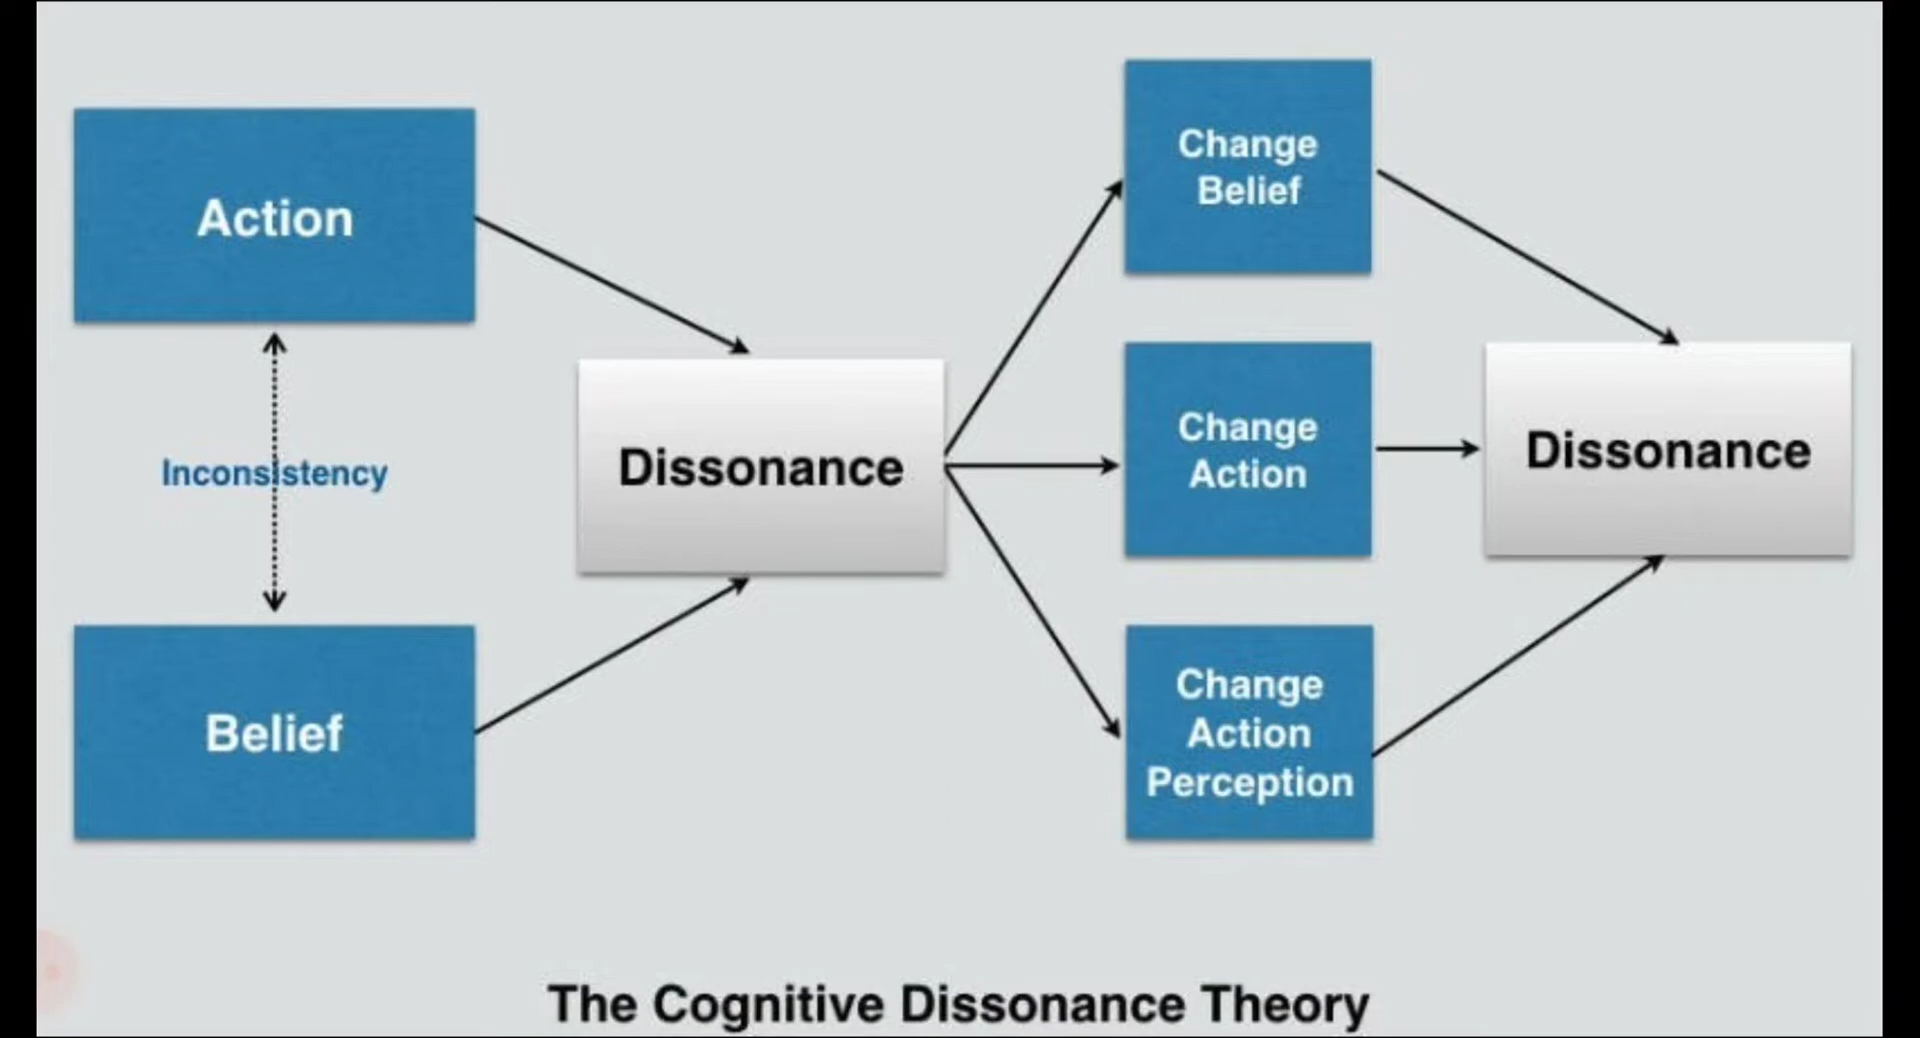 Action
Inconsistency
Belief
Dissonance
Change
Belief
Change
Action
Change
Action
Perception
Dissonance
The Cognitive Dissonance Theory